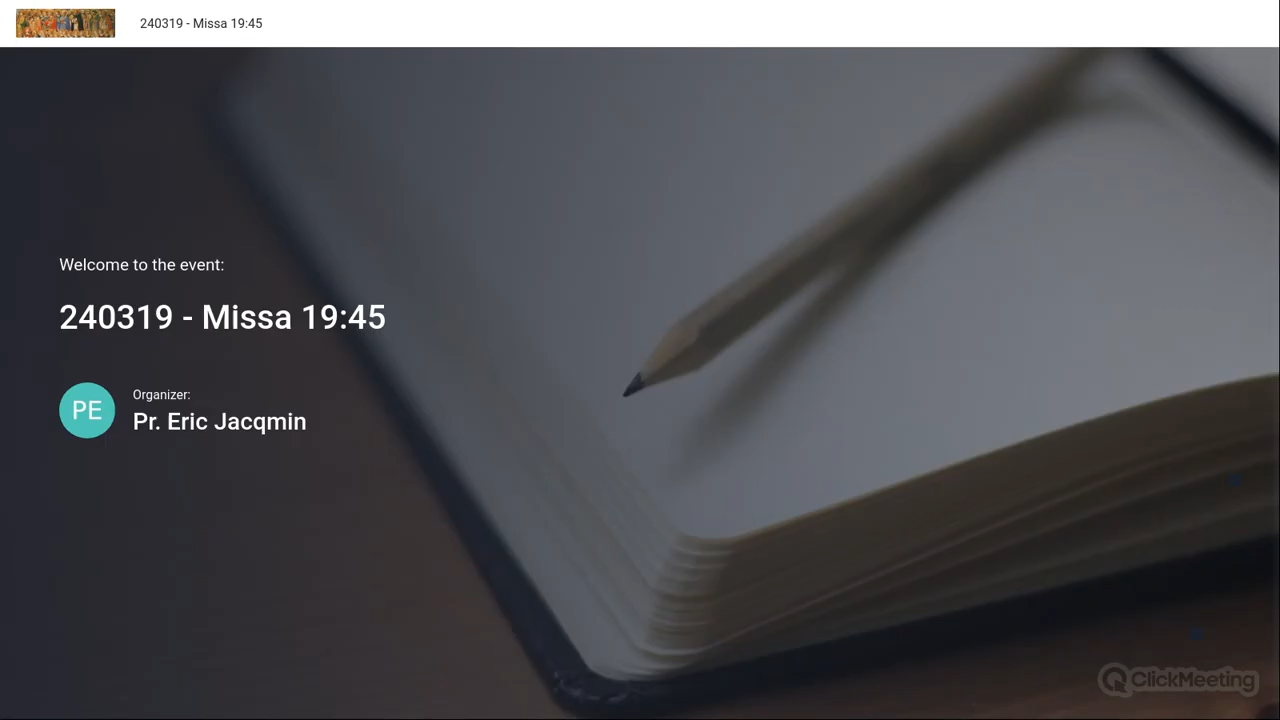 240319 - Missa 19:45
Welcome to the event:
240319 - Missa 19:45
PE
Organizer:
Pr. Eric Jacqmin
ClickMeeting